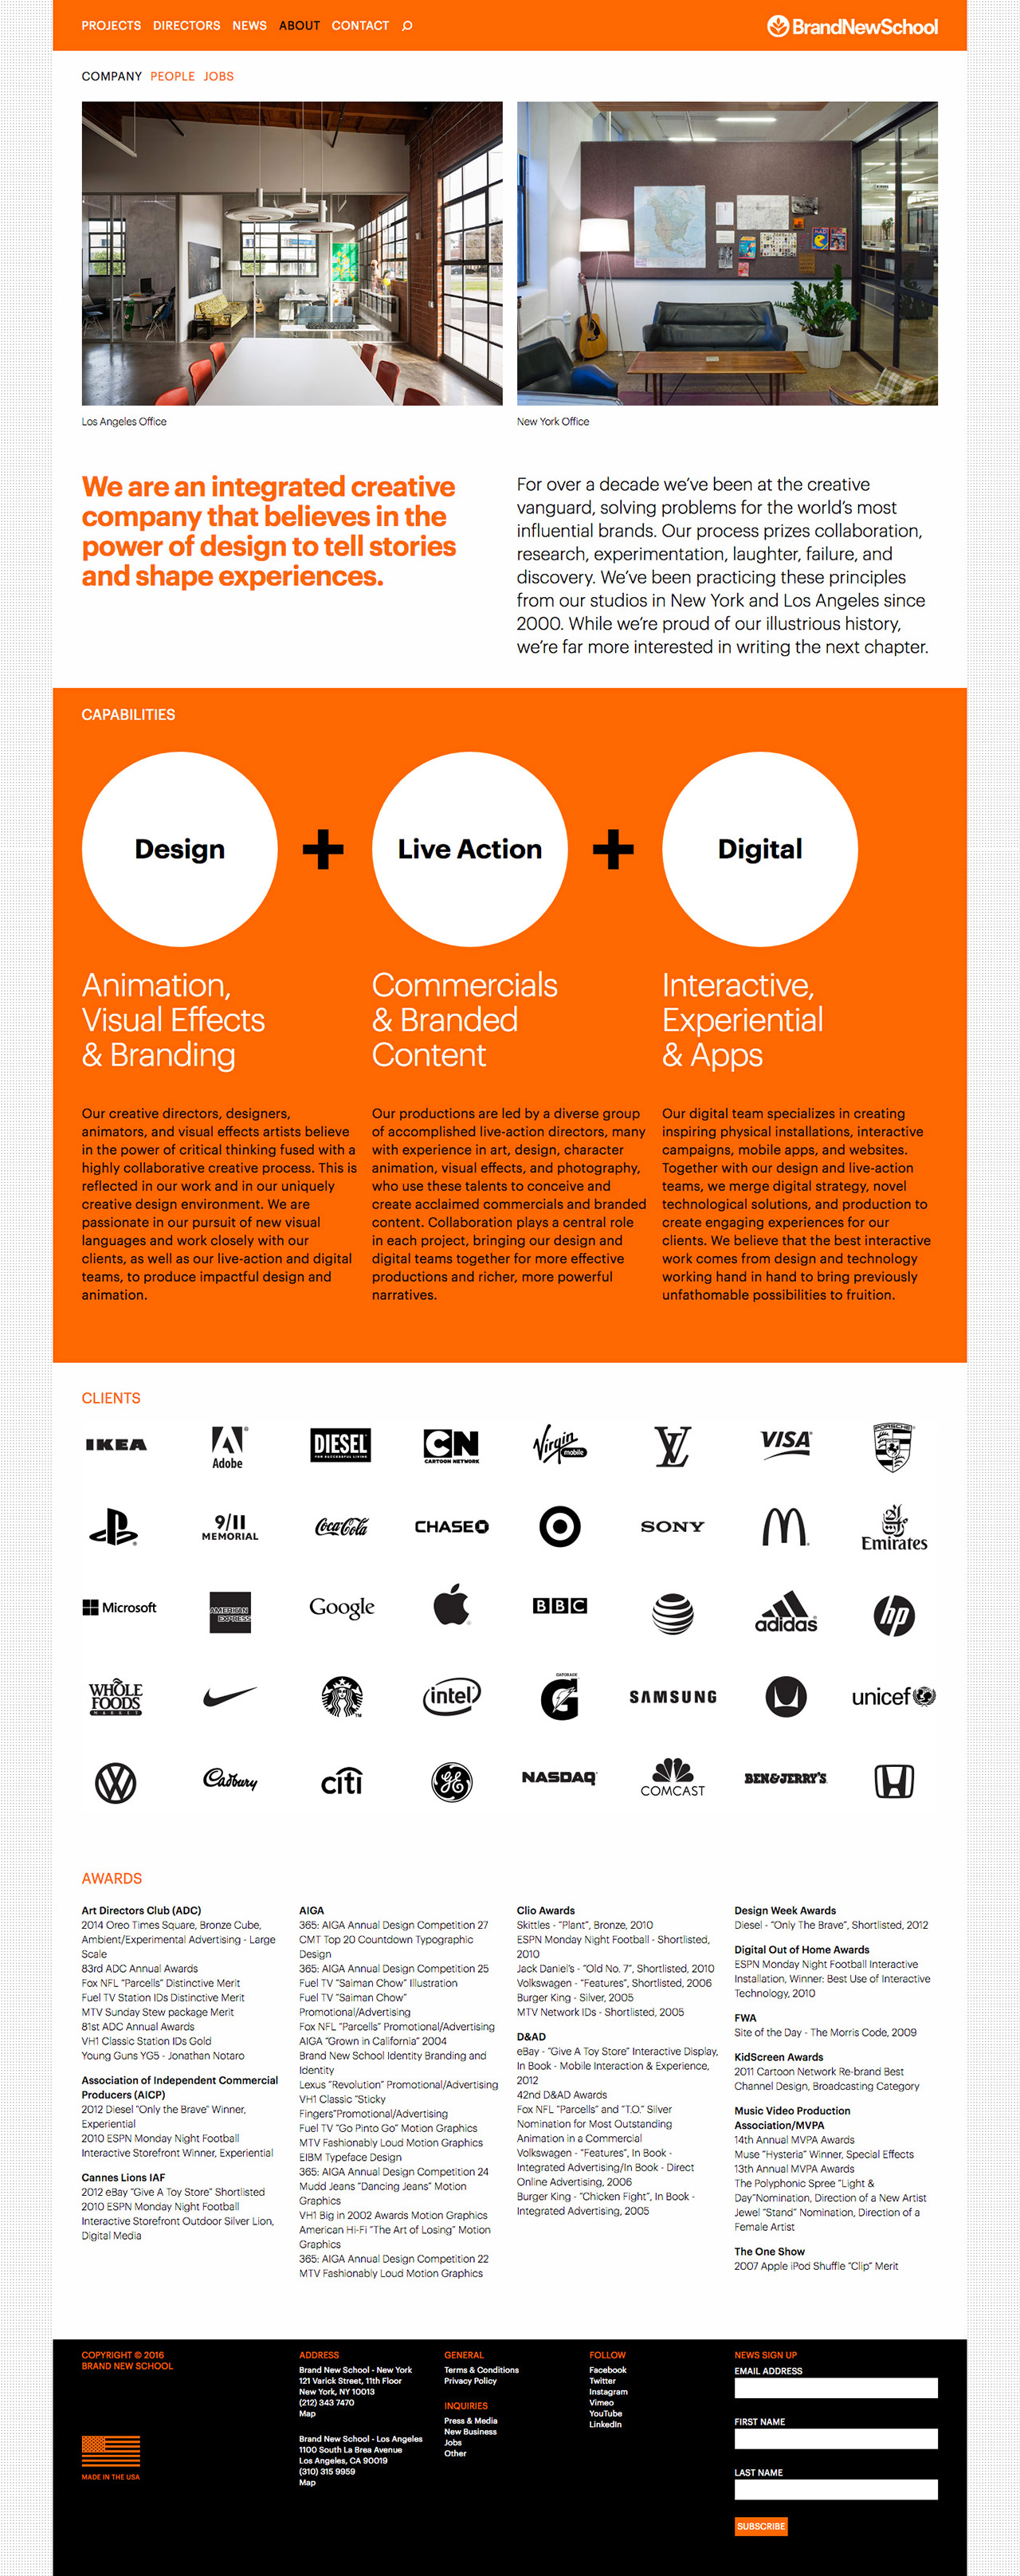 PROJECTS DIRECTORS NEWS ABOUT CONTACT
BrandNewSchool
COMPANY PEOPLE JOBS
Los Angeles Office
New York Office
We are an integrated creative
company that believes in the
power of design to tell stories
and shape experiences.
For over a decade we've been at the creative
vanguard, solving problems for the world's most
influential brands. Our process prizes collaboration,
research, experimentation, laughter, failure, and
discovery. We've been practicing these principles
from our studios in New York and Los Angeles since
2000. While we're proud of our illustrious history,
we're far more interested in writing the next chapter.
CAPABILITIES
Design + Live Action + Digital
Animation,
Visual Effects
& Branding
Our creative directors, designers,
animators, and visual effects artists believe
in the power of critical thinking fused with a
highly collaborative creative process. This is
reflected in our work and in our uniquely
creative design environment. We are
passionate in our pursuit of new visual
languages and work closely with our
clients, as well as our live-action and digital
teams, to produce impactful design and
animation.
Commercials
& Branded
Content
Our productions are led by a diverse group
of accomplished live-action directors, many
with experience in art, design, character
animation, visual effects, and photography,
who use these talents to conceive and
create acclaimed commercials and branded
content. Collaboration plays a central role
in each project, bringing our design and
digital teams together for more effective
productions and richer, more powerful
narratives.
Interactive,
Experiential
& Apps
Our digital team specializes in creating
inspiring physical installations, interactive
campaigns, mobile apps, and websites.
Together with our design and live-action
teams, we merge digital strategy, novel
technological solutions, and production to
create engaging experiences for our
clients. We believe that the best interactive
work comes from design and technology
working hand in hand to bring previously
unfathomable possibilities to fruition.
CLIENTS
IKEA
Adobe
DIESEL
FOR SUCCESSFUL LIVING
CN
CARTOON NETWORK
Virgin mobile
LV
VISA
PORSCHE
9/11
MEMORIAL
Coca-Cola
CHASE
SONY
Emirates
Microsoft
AMERICAN
EXPRESS
Google
BBC
adidas
hp
WHOLE
FOODS
MARKET
intel
GATORADE
G
SAMSUNG
unicef
VW
Cadbury
citi
GE
NASDAQ
COMCAST
BEN&JERRY'S
AWARDS
Art Directors Club (ADC)
2014 Oreo Times Square, Bronze Cube,
Ambient/Experimental Advertising - Large
Scale
83rd ADC Annual Awards
Fox NFL "Parcells" Distinctive Merit
Fuel TV Station IDs Distinctive Merit
MTV Sunday Stew package Merit
81st ADC Annual Awards
VH1 Classic Station IDs Gold
Young Guns YG5 - Jonathan Notaro
Association of Independent Commercial
Producers (AICP)
2012 Diesel "Only the Brave" Winner,
Experiential
2010 ESPN Monday Night Football
Interactive Storefront Winner, Experiential
Cannes Lions IAF
2012 eBay "Give A Toy Store" Shortlisted
2010 ESPN Monday Night Football
Interactive Storefront Outdoor Silver Lion,
Digital Media
AIGA
365: AIGA Annual Design Competition 27
CMT Top 20 Countdown Typographic
Design
365: AIGA Annual Design Competition 25
Fuel TV "Saiman Chow" Illustration
Fuel TV "Saiman Chow"
Promotional/Advertising
Fox NFL "Parcells" Promotional/Advertising
AIGA "Grown in California" 2004
Brand New School Identity Branding and
Identity
Lexus "Revolution" Promotional/Advertising
VH1 Classic "Sticky
Fingers"Promotional/Advertising
Fuel TV "Go Pinto Go" Motion Graphics
MTV Fashionably Loud Motion Graphics
EIBM Typeface Design
365: AIGA Annual Design Competition 24
Mudd Jeans "Dancing Jeans" Motion
Graphics
VH1 Big in 2002 Awards Motion Graphics
American Hi-Fi "The Art of Losing" Motion
Graphics
365: AIGA Annual Design Competition 22
MTV Fashionably Loud Motion Graphics
Clio Awards
Skittles - "Plant", Bronze, 2010
ESPN Monday Night Football - Shortlisted,
2010
Jack Daniel's - "Old No. 7", Shortlisted, 2010
Volkswagen - "Features", Shortlisted, 2006
Burger King - Silver, 2005
MTV Network IDs - Shortlisted, 2005
D&AD
eBay - "Give A Toy Store" Interactive Display,
In Book - Mobile Interaction & Experience,
2012
42nd D&AD Awards
Fox NFL "Parcells" and "T.O." Silver
Nomination for Most Outstanding
Animation in a Commercial
Volkswagen - "Features", In Book -
Integrated Advertising/In Book - Direct
Online Advertising, 2006
Burger King - "Chicken Fight", In Book -
Integrated Advertising, 2005
Design Week Awards
Diesel - "Only The Brave", Shortlisted, 2012
Digital Out of Home Awards
ESPN Monday Night Football Interactive
Installation, Winner: Best Use of Interactive
Technology, 2010
FWA
Site of the Day - The Morris Code, 2009
KidScreen Awards
2011 Cartoon Network Re-brand Best
Channel Design, Broadcasting Category
Music Video Production
Association/MVPA
14th Annual MVPA Awards
Muse "Hysteria" Winner, Special Effects
13th Annual MVPA Awards
The Polyphonic Spree "Light &
Day"Nomination, Direction of a New Artist
Jewel "Stand" Nomination, Direction of a
Female Artist
The One Show
2007 Apple iPod Shuffle "Clip" Merit
COPYRIGHT © 2016
BRAND NEW SCHOOL
MADE IN THE USA
ADDRESS
Brand New School - New York
121 Varick Street, 11th Floor
New York, NY 10013
(212) 343 7470
Map
Brand New School - Los Angeles
1100 South La Brea Avenue
Los Angeles, CA 90019
(310) 315 9959
Map
GENERAL
Terms & Conditions
Privacy Policy
INQUIRIES
Press & Media
New Business
Jobs
Other
FOLLOW
Facebook
Twitter
Instagram
Vimeo
YouTube
LinkedIn
NEWS SIGN UP
EMAIL ADDRESS
FIRST NAME
LAST NAME
SUBSCRIBE